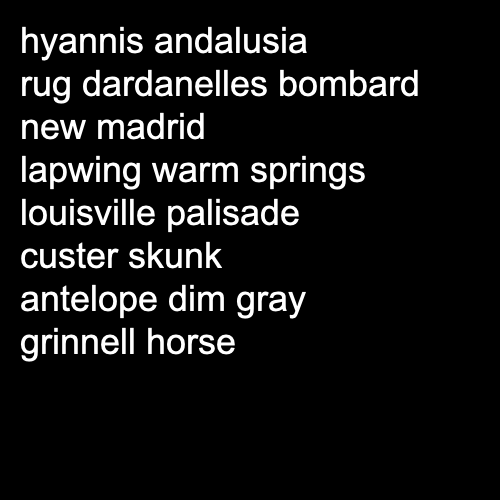 hyannis andalusia
rug dardanelles bombard
new madrid
lapwing warm springs
louisville palisade
custer skunk
antelope dim gray
grinnell horse